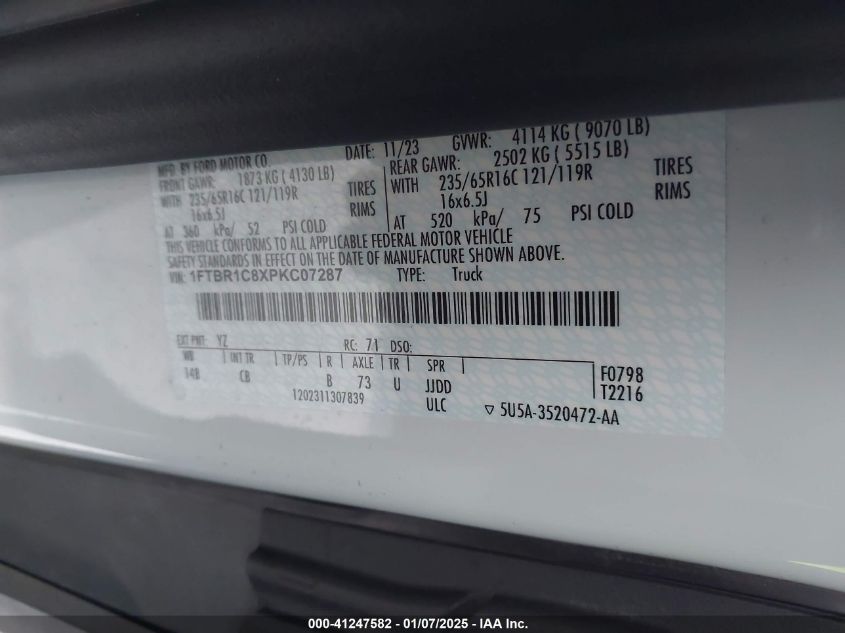 MFD. BY FORD MOTOR CO. DATE: 11/23 GVWR: 4114 KG ( 9070 LB)
FRONT GAWR: 1873 KG ( 4130 LB) REAR GAWR: 2502 KG ( 5515 LB)
WITH 235/65R16C 121/119R TIRES WITH 235/65R16C 121/119R TIRES
16x6.5J RIMS 16x6.5J RIMS
AT 360 kPa/ 52 PSI COLD AT 520 kPa/ 75 PSI COLD
THIS VEHICLE CONFORMS TO ALL APPLICABLE FEDERAL MOTOR VEHICLE
SAFETY STANDARDS IN EFFECT ON THE DATE OF MANUFACTURE SHOWN ABOVE.
VIN: 1FTBR1C8XPKC07287 TYPE: Truck
EXT PNT: YZ RC: 71 DSO:
WB INT TR TP/PS R AXLE TR SPR
148 CB B 73 U JJDD
F0798
T2216
1202311307839 ULC ▽ 5U5A-3520472-AA
000-41247582 - 01/07/2025 - IAA Inc.